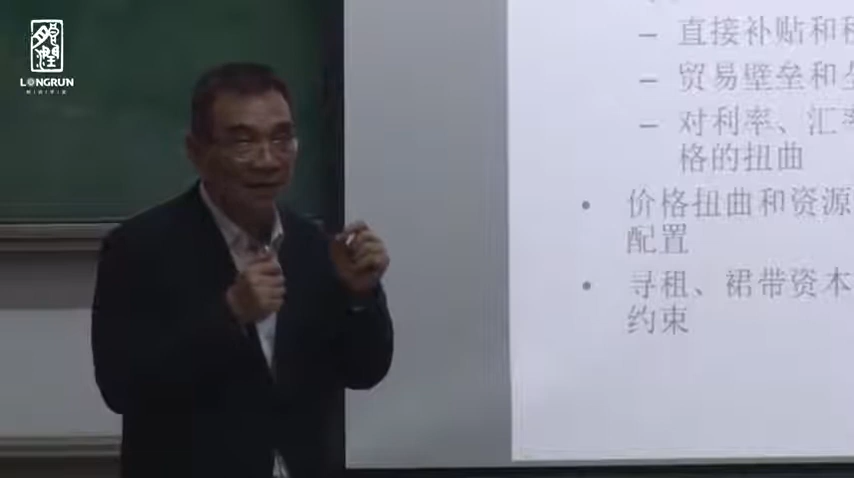 LONGRUN
直接补贴和
贸易壁垒和
对利率、汇率
格的扭曲
价格扭曲和资源
配置
寻租、裙带资本
约束